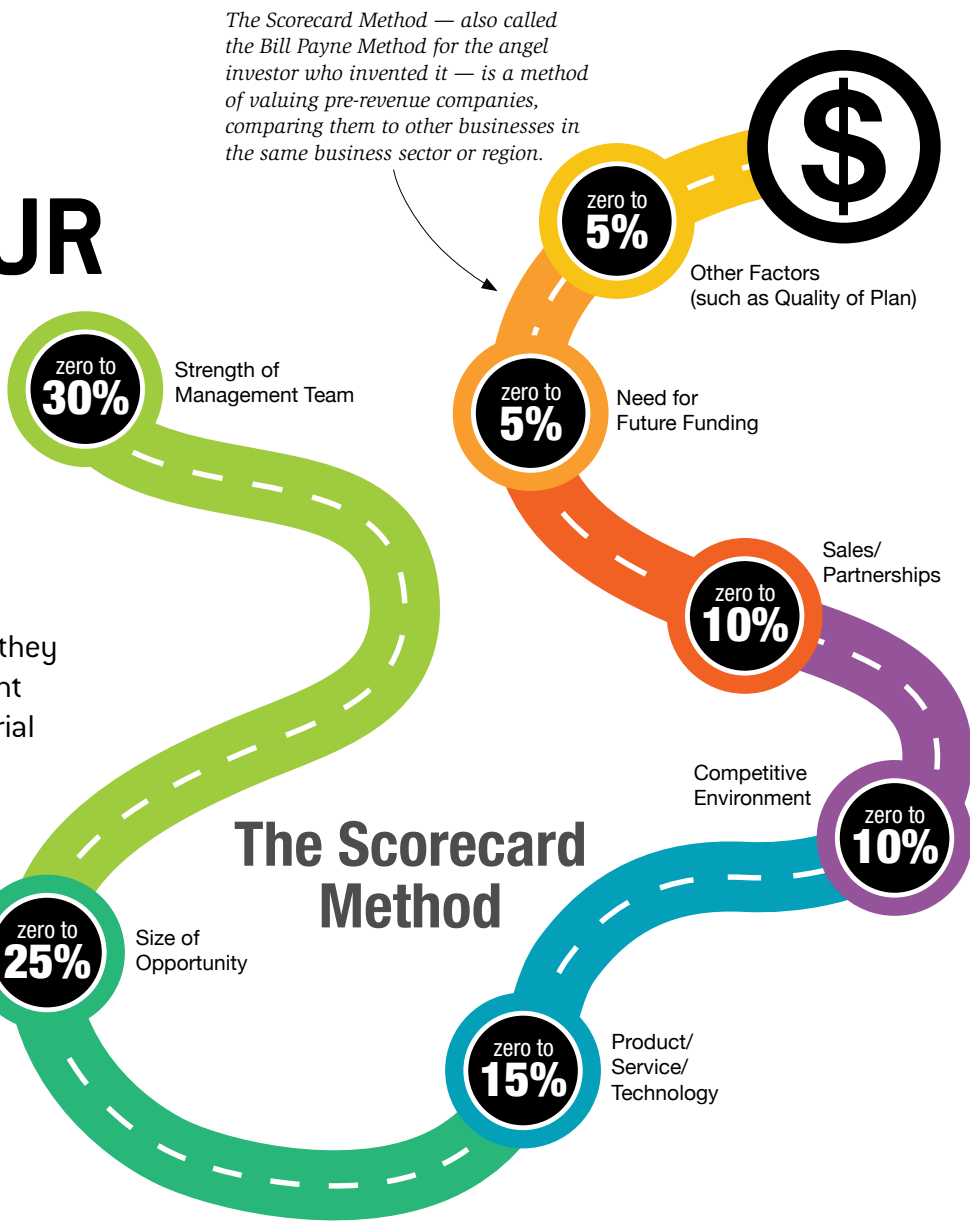 The Scorecard Method — also called
the Bill Payne Method for the angel
investor who invented it — is a method
of valuing pre-revenue companies,
comparing them to other businesses in
the same business sector or region.
$
UR
zero to
30%
Strength of
Management Team
they
nt
rial
zero to
25%
Size of
Opportunity
The Scorecard
Method
zero to
15%
Product/
Service/
Technology
zero to
10%
Competitive
Environment
zero to
10%
Sales/
Partnerships
zero to
5%
Need for
Future Funding
zero to
5%
Other Factors
(such as Quality of Plan)